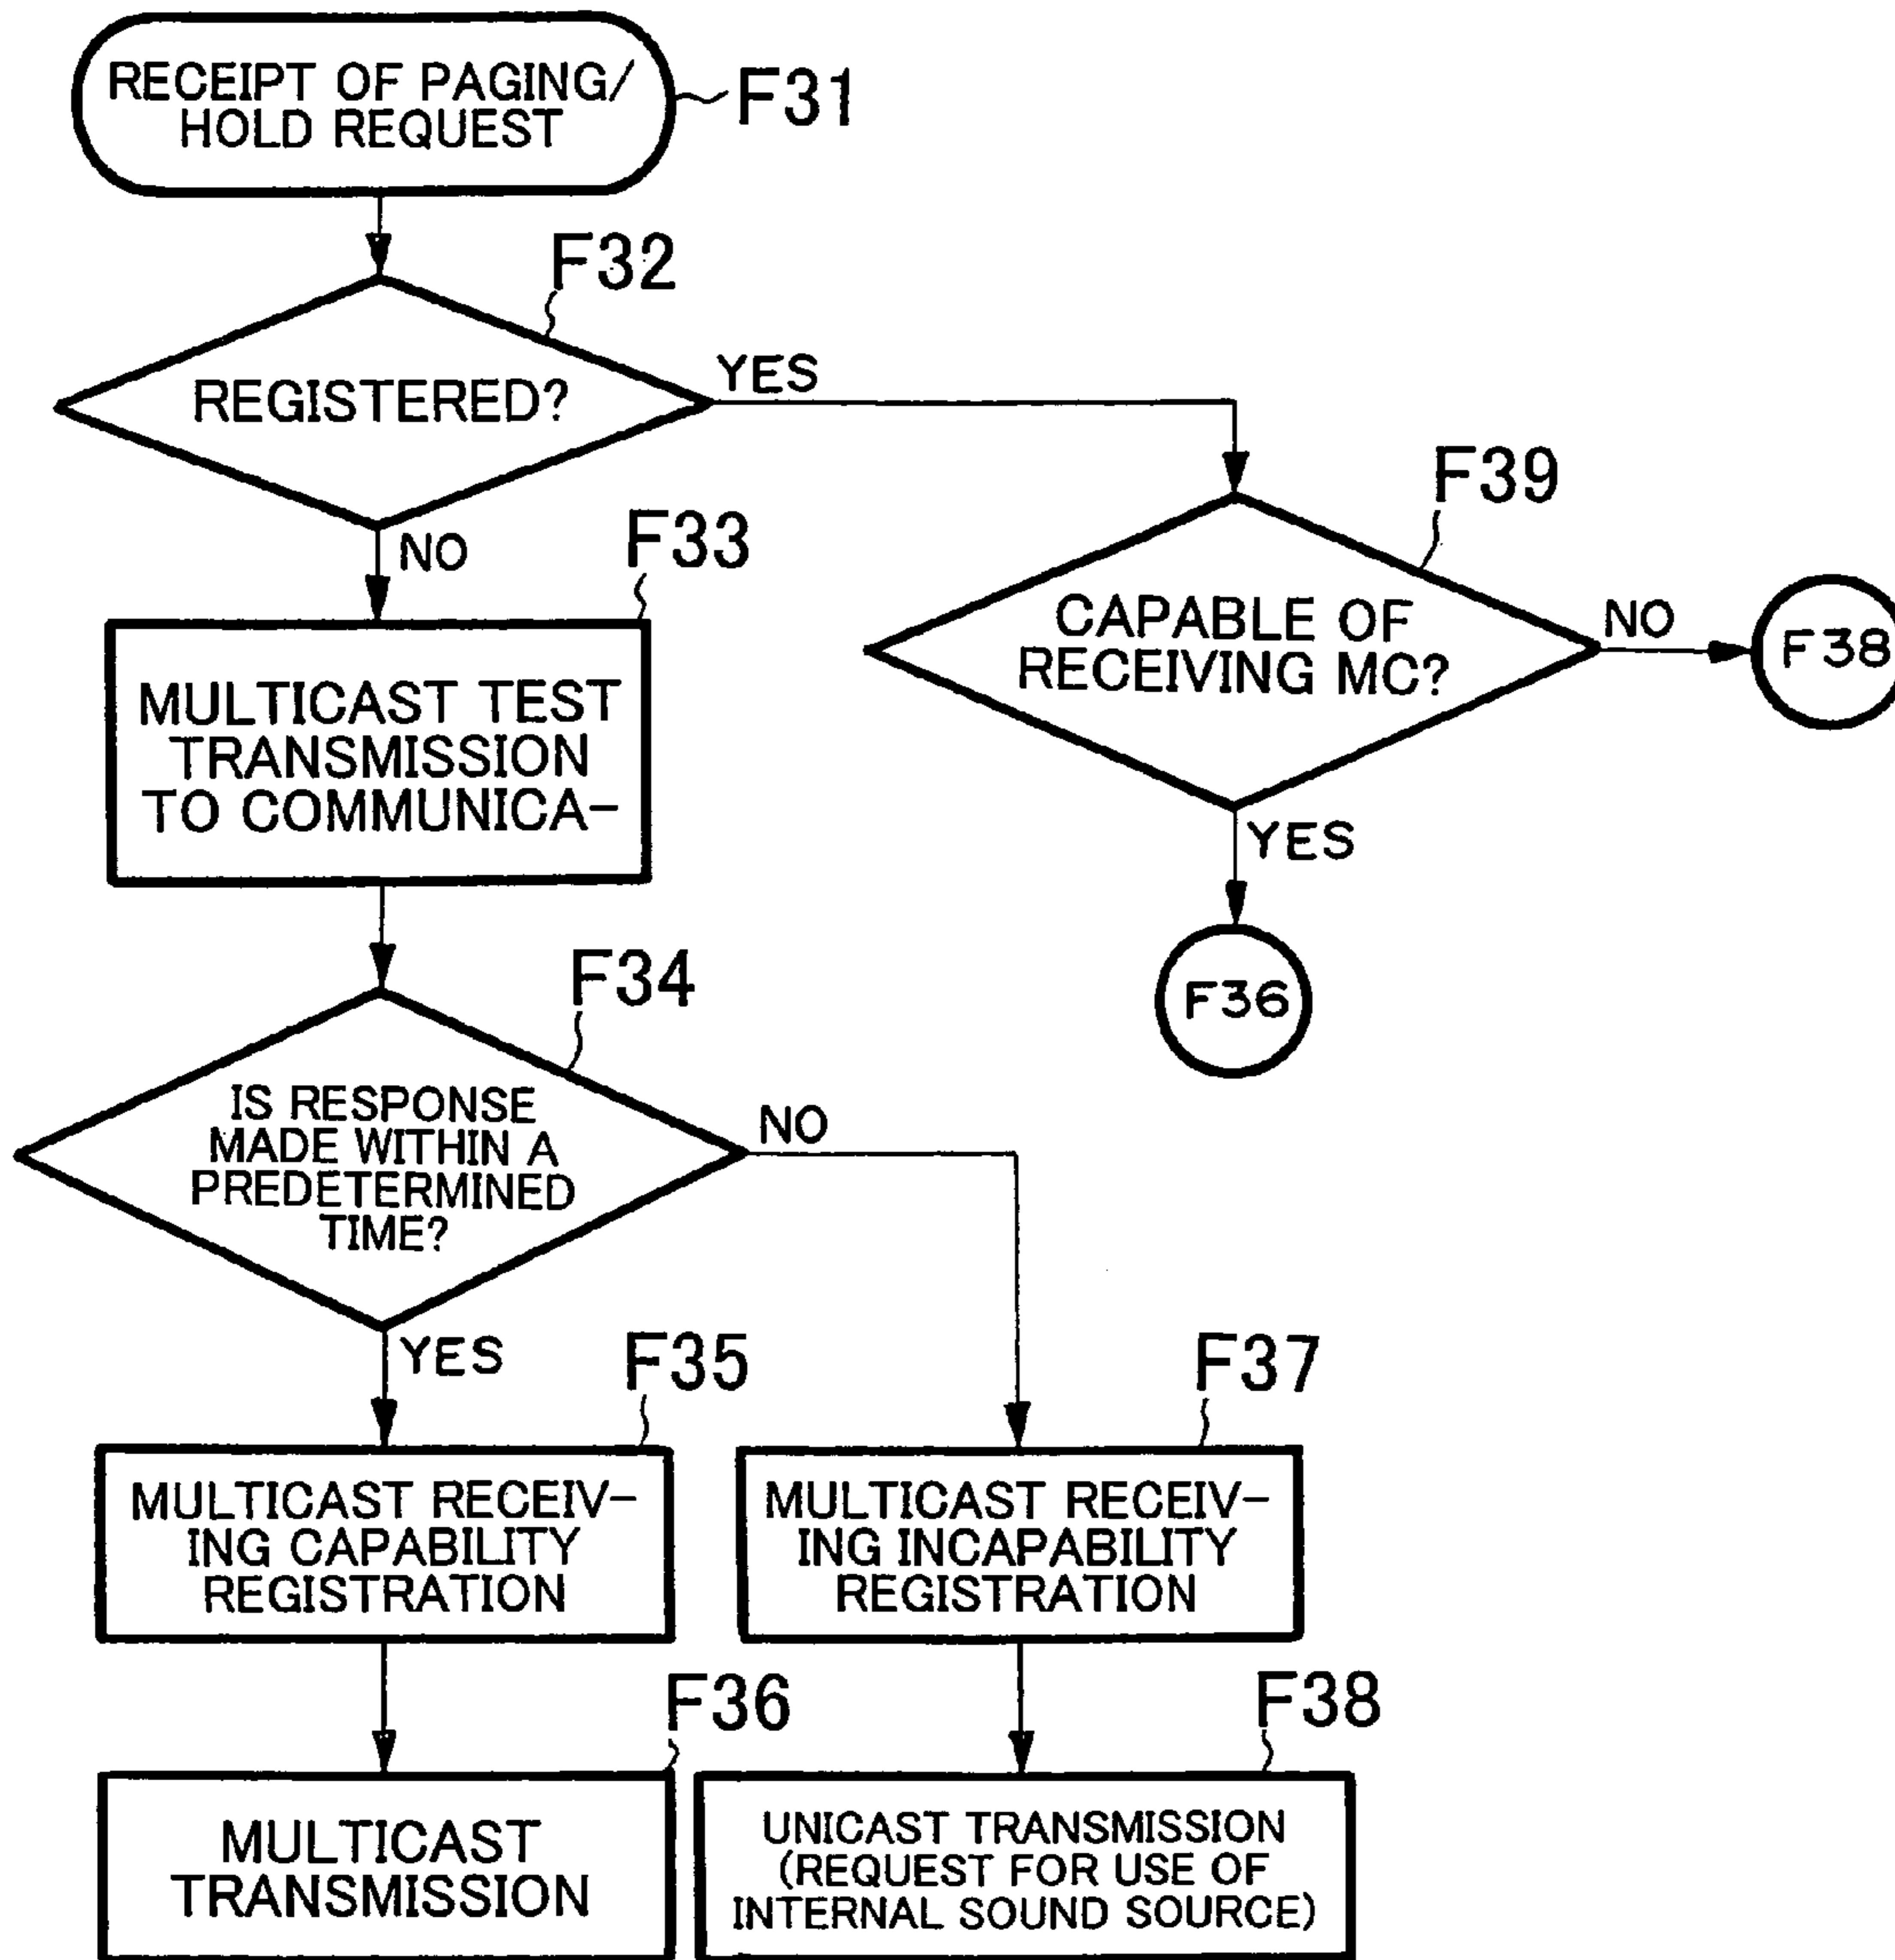 RECEIPT OF PAGING/
HOLD REQUEST
F31
F32
REGISTERED?
YES
NO
F33
MULTICAST TEST
TRANSMISSION
TO COMMUNICA-
F39
CAPABLE OF
RECEIVING MC?
NO
F38
YES
F36
F34
IS RESPONSE
MADE WITHIN A
PREDETERMINED
TIME?
NO
YES
F35
MULTICAST RECEIV-
ING CAPABILITY
REGISTRATION
F37
MULTICAST RECEIV-
ING INCAPABILITY
REGISTRATION
F36
MULTICAST
TRANSMISSION
F38
UNICAST TRANSMISSION
(REQUEST FOR USE OF
INTERNAL SOUND SOURCE)